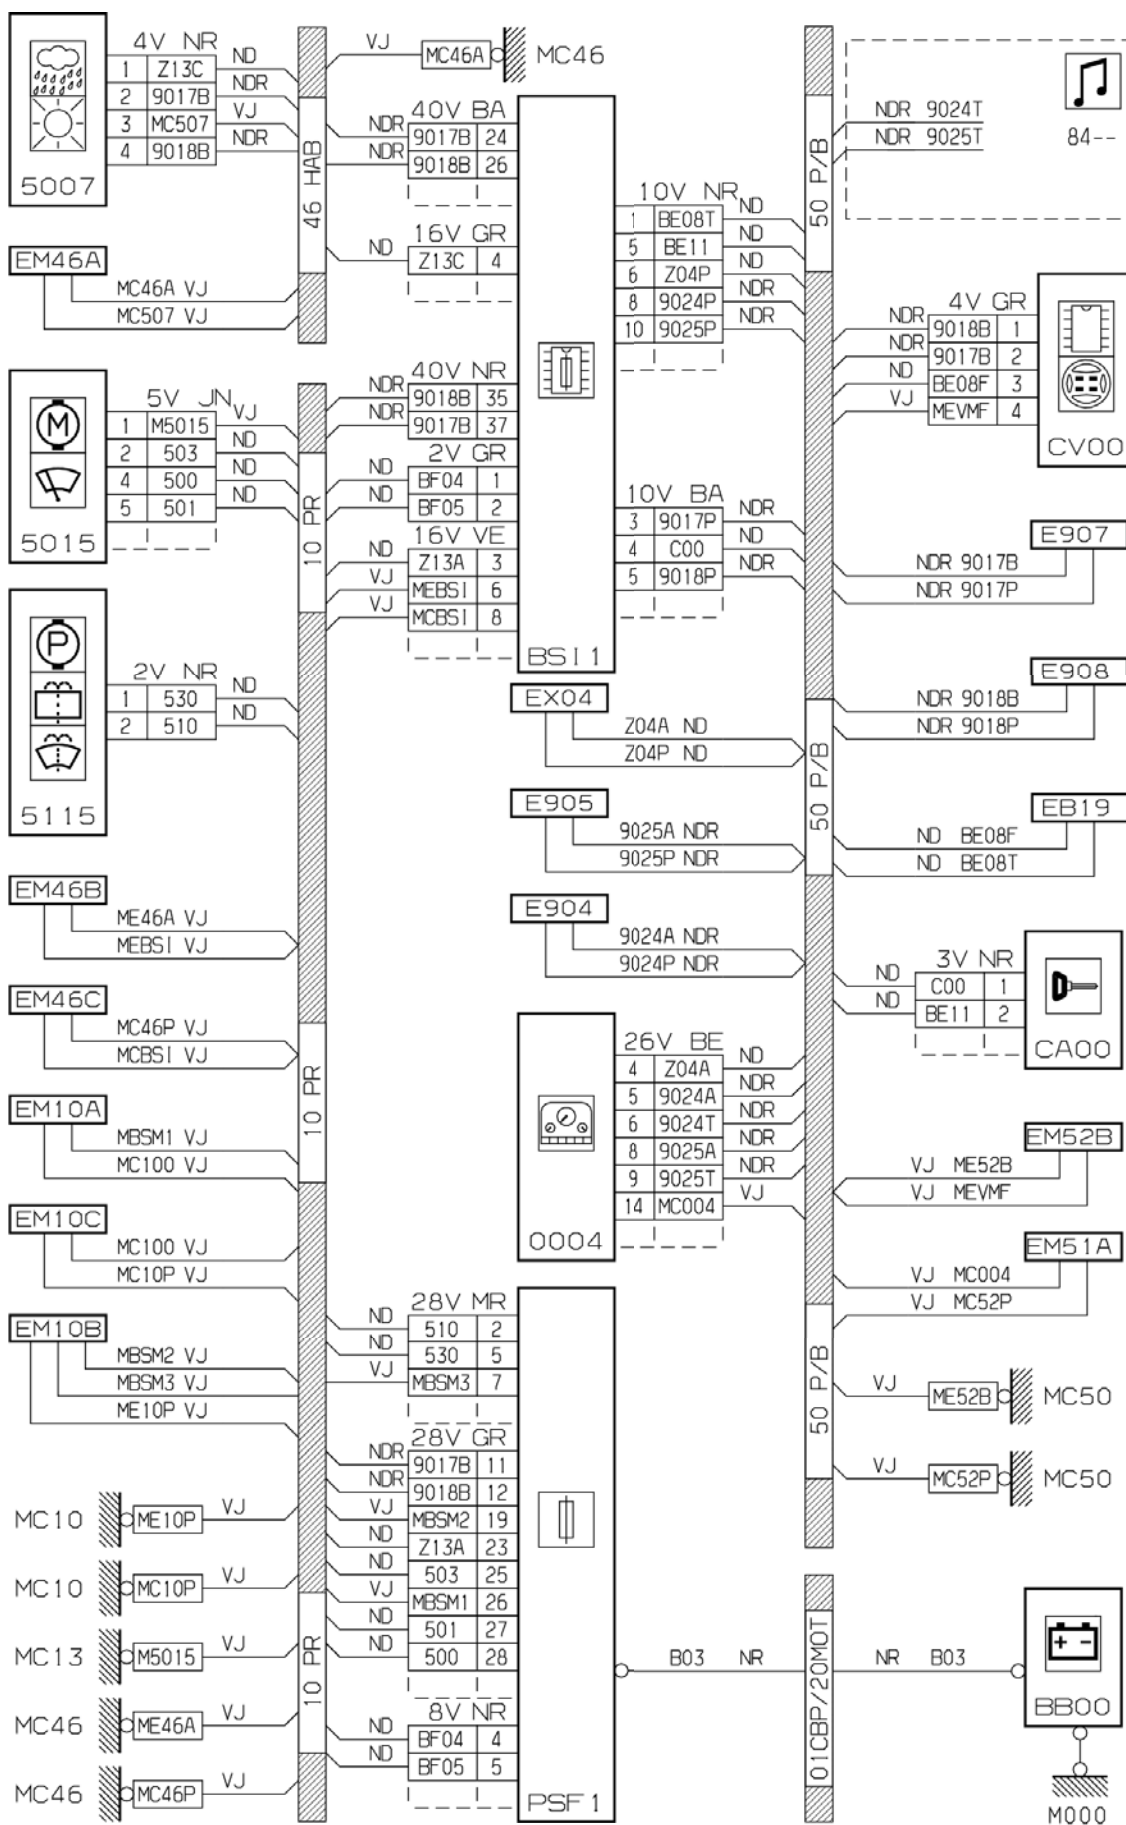 5007
4V NR
1 Z13C ND
2 9017B NDR
3 MC507 VJ
4 9018B NDR
EM46A
MC46A VJ
MC507 VJ
46 HAB
VJ MC46A MC46
5015
5V JN
1 M5015 VJ
2 503 ND
4 500 ND
5 501 ND
10 PR
5115
2V NR
1 530 ND
2 510 ND
EM46B
ME46A VJ
MEBSI VJ
EM46C
MC46P VJ
MCBSI VJ
10 PR
EM10A
MBSM1 VJ
MC100 VJ
EM10C
MC100 VJ
MC10P VJ
EM10B
MBSM2 VJ
MBSM3 VJ
ME10P VJ
MC10 ME10P VJ
MC10 MC10P VJ
MC13 M5015 VJ
MC46 ME46A VJ
MC46 MC46P VJ
10 PR
40V BA
NDR 9017B 24
NDR 9018B 26
16V GR
ND Z13C 4
40V NR
NDR 9018B 35
NDR 9017B 37
2V GR
ND BF04 1
ND BF05 2
16V VE
ND Z13A 3
VJ MEBSI 6
VJ MCBSI 8
BSI1
10V NR
1 BE08T ND
5 BE11 ND
6 Z04P ND
8 9024P NDR
10 9025P NDR
10V BA
3 9017P NDR
4 C00 ND
5 9018P NDR
EX04
Z04A ND
Z04P ND
E905
9025A NDR
9025P NDR
E904
9024A NDR
9024P NDR
0004
26V BE
4 Z04A ND
5 9024A NDR
6 9024T NDR
8 9025A NDR
9 9025T NDR
14 MC004 VJ
28V MR
ND 510 2
ND 530 5
VJ MBSM3 7
28V GR
NDR 9017B 11
NDR 9018B 12
VJ MBSM2 19
ND Z13A 23
ND 503 25
VJ MBSM1 26
ND 501 27
ND 500 28
8V NR
ND BF04 4
ND BF05 5
PSF1
50 P/B
NDR 9024T
NDR 9025T
84--
4V GR
NDR 9018B 1
NDR 9017B 2
ND BE08F 3
VJ MEVMF 4
CV00
E907
NDR 9017B
NDR 9017P
E908
NDR 9018B
NDR 9018P
50 P/B
EB19
ND BE08F
ND BE08T
3V NR
ND C00 1
ND BE11 2
CA00
EM52B
VJ ME52B
VJ MEVMF
EM51A
VJ MC004
VJ MC52P
50 P/B
VJ ME52B MC50
VJ MC52P MC50
B03 NR
01CBP/20MOT
NR B03
BB00
M000